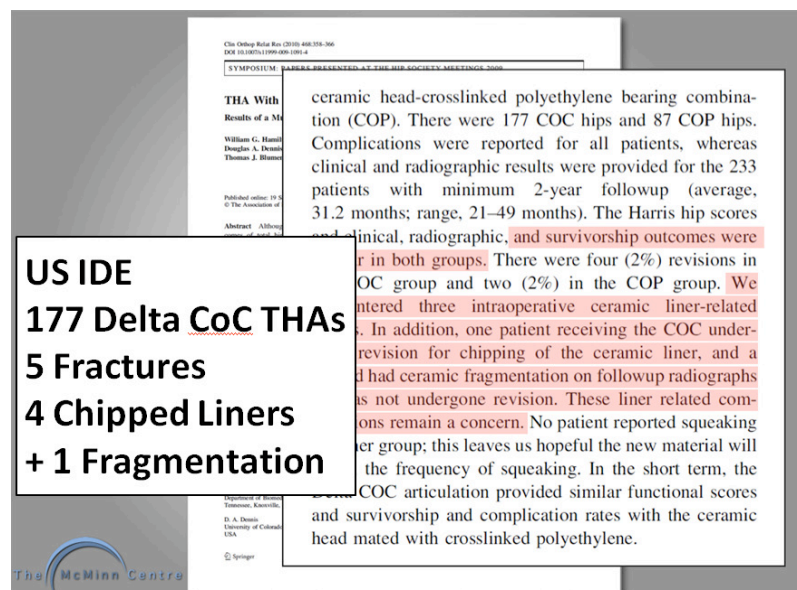 Clin Orthop Relat Res (2010) 468:358–366
DOI 10.1007/s11999-009-1091-4
SYMPOSIUM: PAPERS PRESENTED AT THE HIP SOCIETY MEETINGS 2009
THA With
Results of a Mu
William G. Hamil
Douglas A. Dennis
Thomas J. Blumen
Published online: 19 S
© The Association of
Abstract Althoug
ceramic head-crosslinked polyethylene bearing combina-
tion (COP). There were 177 COC hips and 87 COP hips.
Complications were reported for all patients, whereas
clinical and radiographic results were provided for the 233
patients with minimum 2-year followup (average,
31.2 months; range, 21–49 months). The Harris hip scores
and clinical, radiographic, and survivorship outcomes were
r in both groups. There were four (2%) revisions in
OC group and two (2%) in the COP group. We
ntered three intraoperative ceramic liner-related
s. In addition, one patient receiving the COC under-
revision for chipping of the ceramic liner, and a
d had ceramic fragmentation on followup radiographs
as not undergone revision. These liner related com-
ions remain a concern. No patient reported squeaking
er group; this leaves us hopeful the new material will
the frequency of squeaking. In the short term, the
Delta COC articulation provided similar functional scores
and survivorship and complication rates with the ceramic
head mated with crosslinked polyethylene.
US IDE
177 Delta CoC THAs
5 Fractures
4 Chipped Liners
+ 1 Fragmentation
Department of Biomed
Tennessee, Knoxville,
D. A. Dennis
University of Colorado
USA
Springer
The McMinn Centre